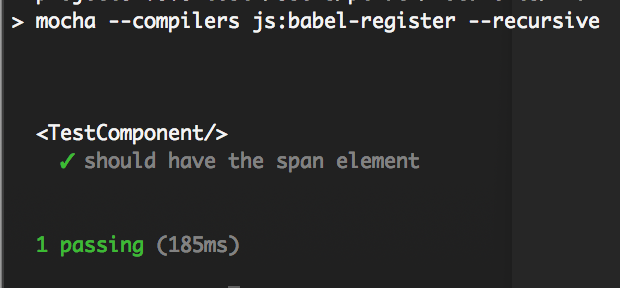 > mocha --compilers js:babel-register --recursive
<TestComponent/>
✓ should have the span element
1 passing (185ms)